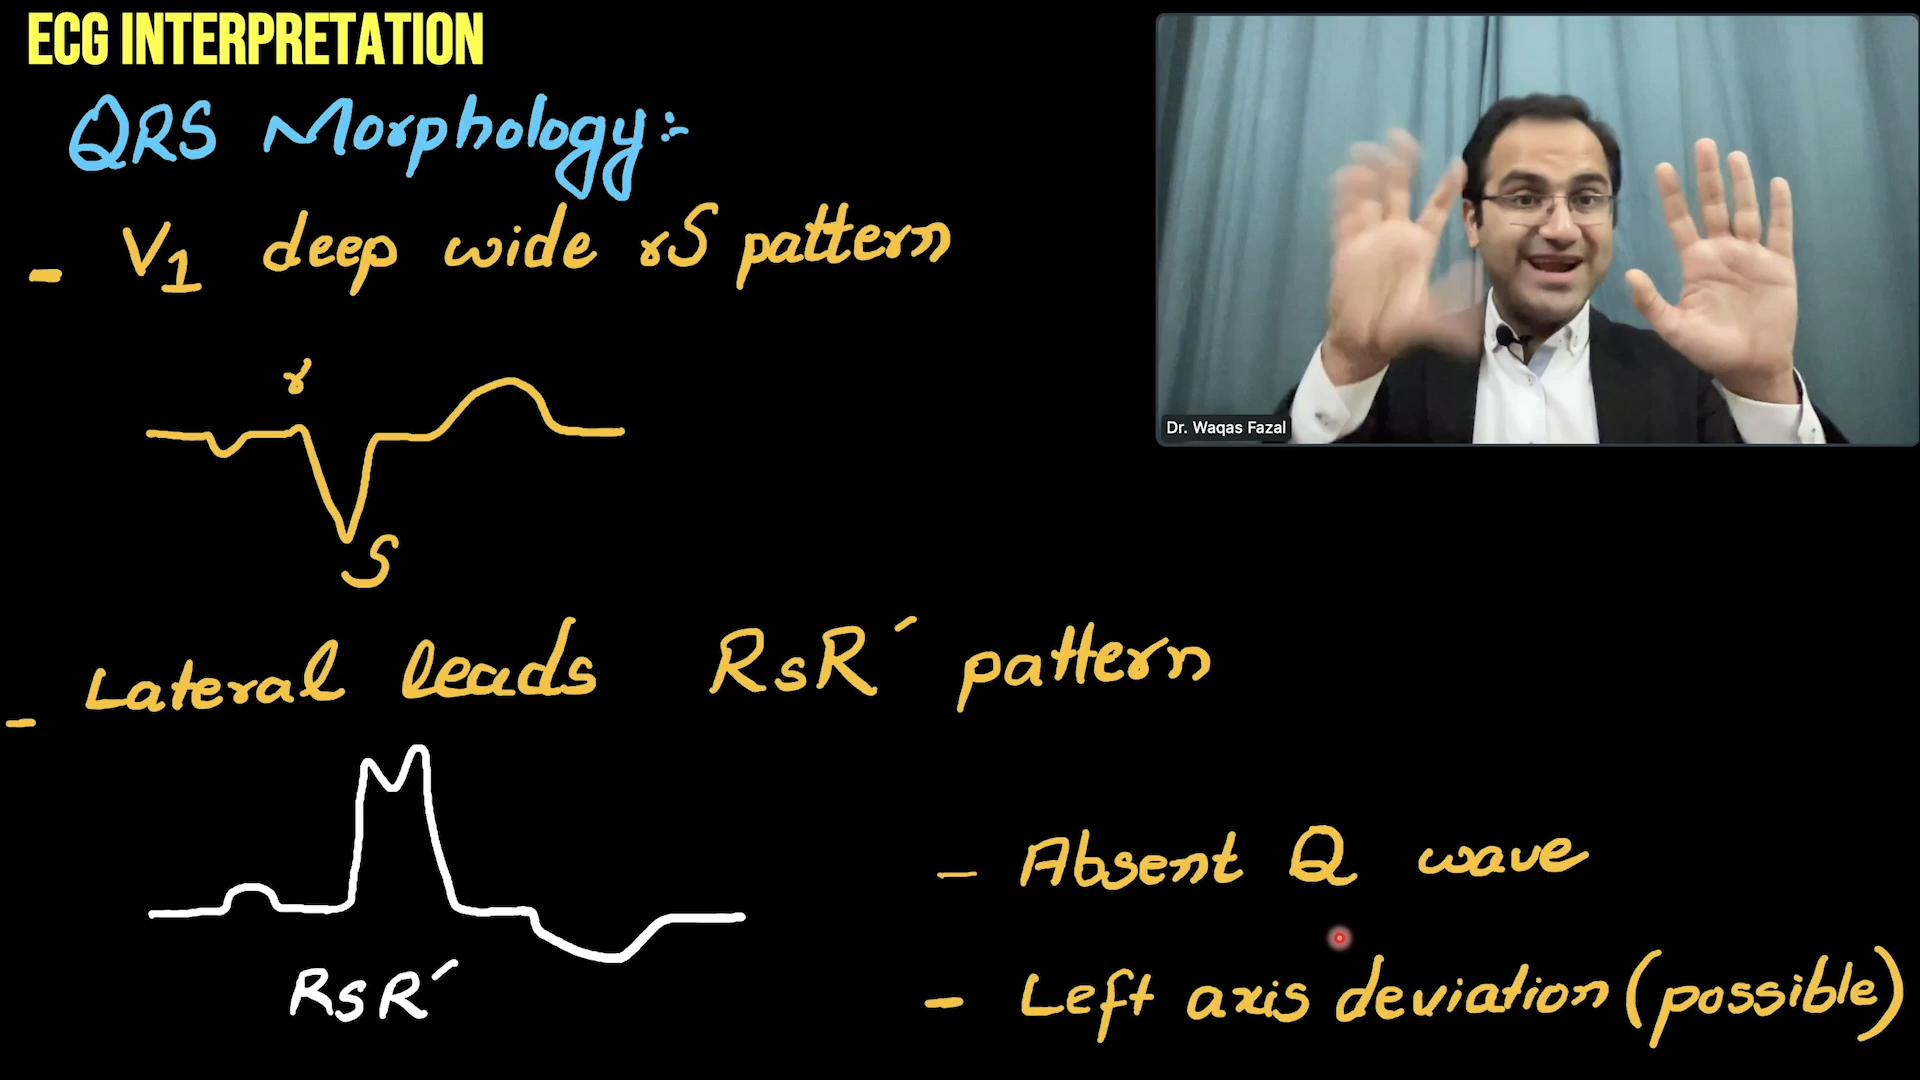 ECG INTERPRETATION
QRS Morphology:-
- V1 deep wide rS pattern
r
S
Dr. Waqas Fazal
- Lateral leads RsR´ pattern
RsR´
- Absent Q wave
- Left axis deviation (possible)